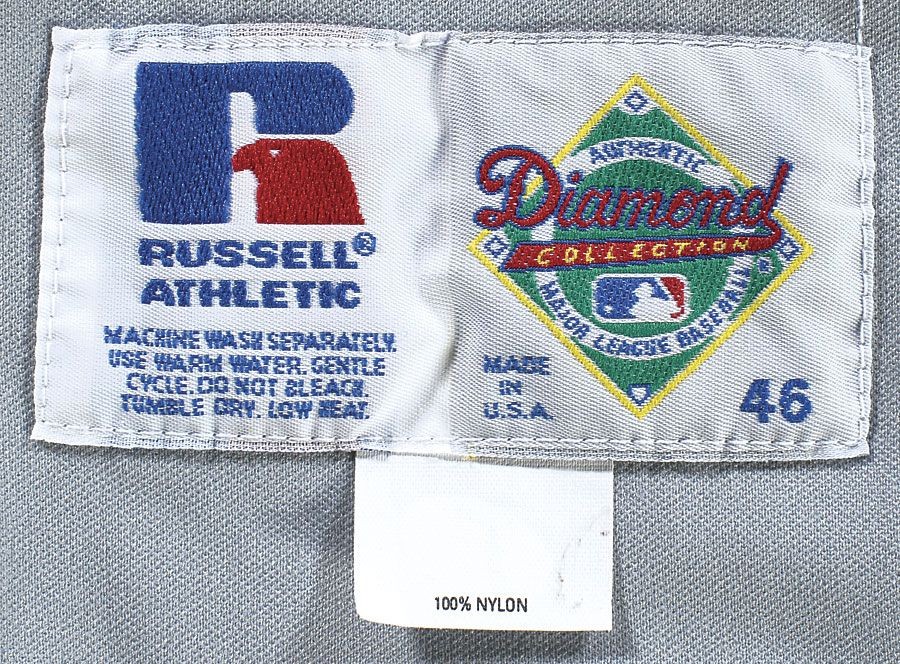 RUSSELL®
ATHLETIC
MACHINE WASH SEPARATELY.
USE WARM WATER. GENTLE
CYCLE. DO NOT BLEACH.
TUMBLE DRY. LOW HEAT.
AUTHENTIC
Diamond
COLLECTION
MAJOR LEAGUE BASEBALL
MADE
IN
U.S.A.
46
100% NYLON